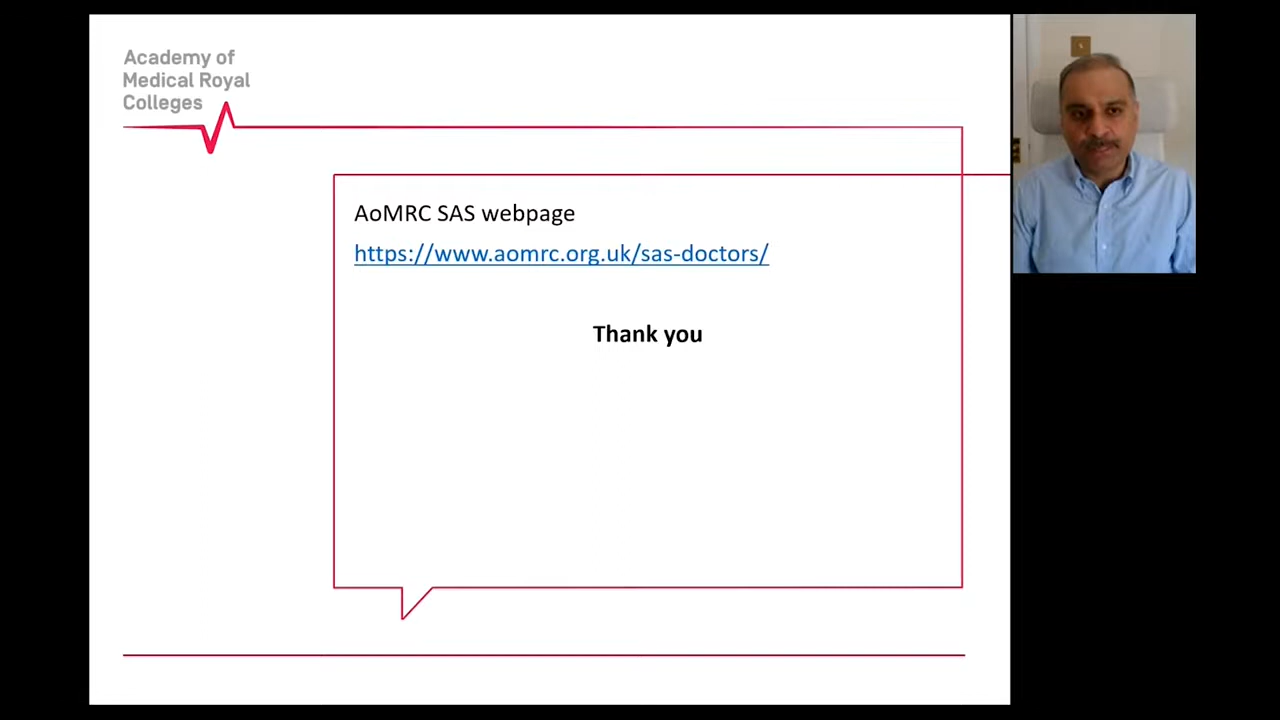 Academy of
Medical Royal
Colleges
AoMRC SAS webpage
https://www.aomrc.org.uk/sas-doctors/
Thank you